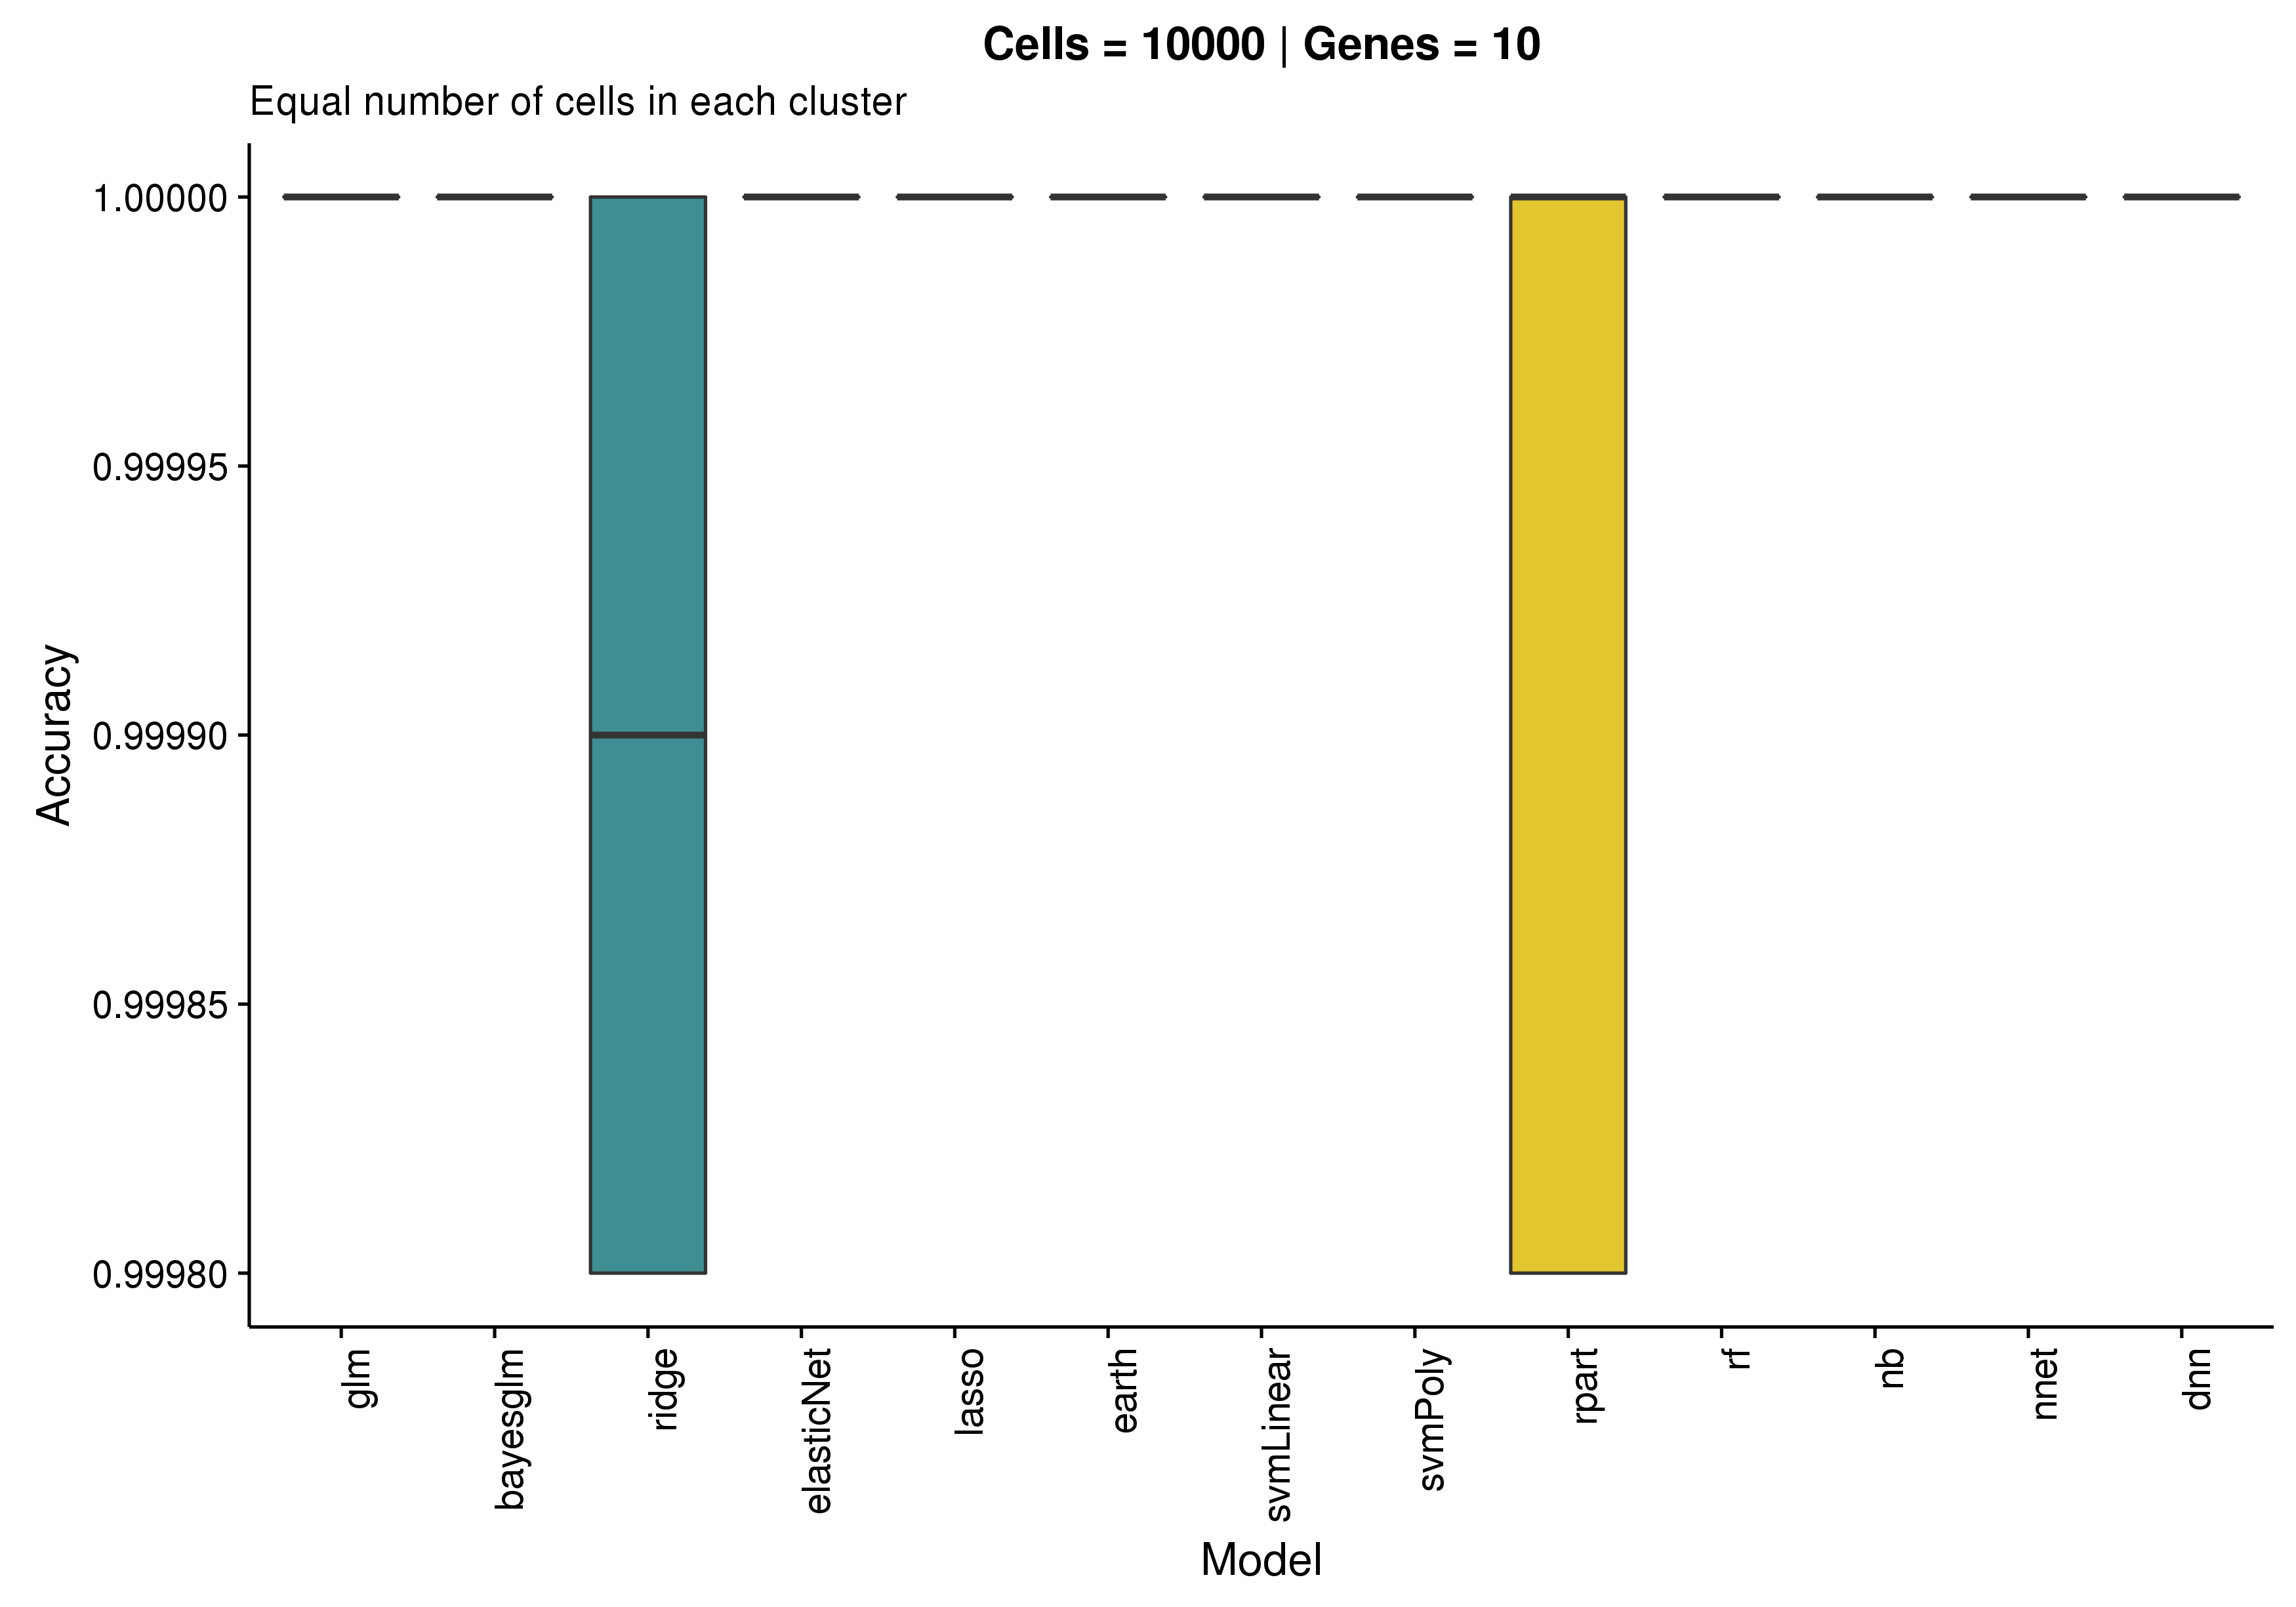 Cells = 10000 | Genes = 10
Equal number of cells in each cluster
1.00000
0.99995
0.99990
0.99985
0.99980
Accuracy
glm
bayesglm
ridge
elasticNet
lasso
earth
svmLinear
svmPoly
rpart
rf
nb
nnet
dnn
Model